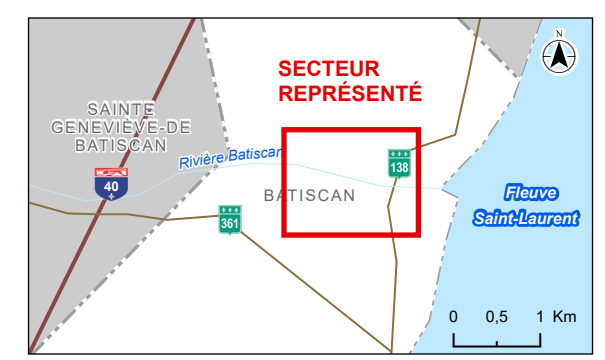 N
SECTEUR
REPRÉSENTÉ
SAINTE
GENEVIÈVE-DE
BATISCAN
Rivière Batiscan
138
40
BATISCAN
Fleuve
Saint-Laurent
361
0 0,5 1 Km